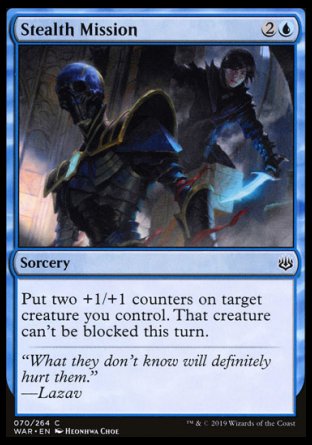 Stealth Mission 2
Sorcery
Put two +1/+1 counters on target
creature you control. That creature
can't be blocked this turn.
"What they don't know will definitely
hurt them."
—Lazav
070/264 C
WAR • EN Heonhwa Choe
™ & © 2019 Wizards of the Coast